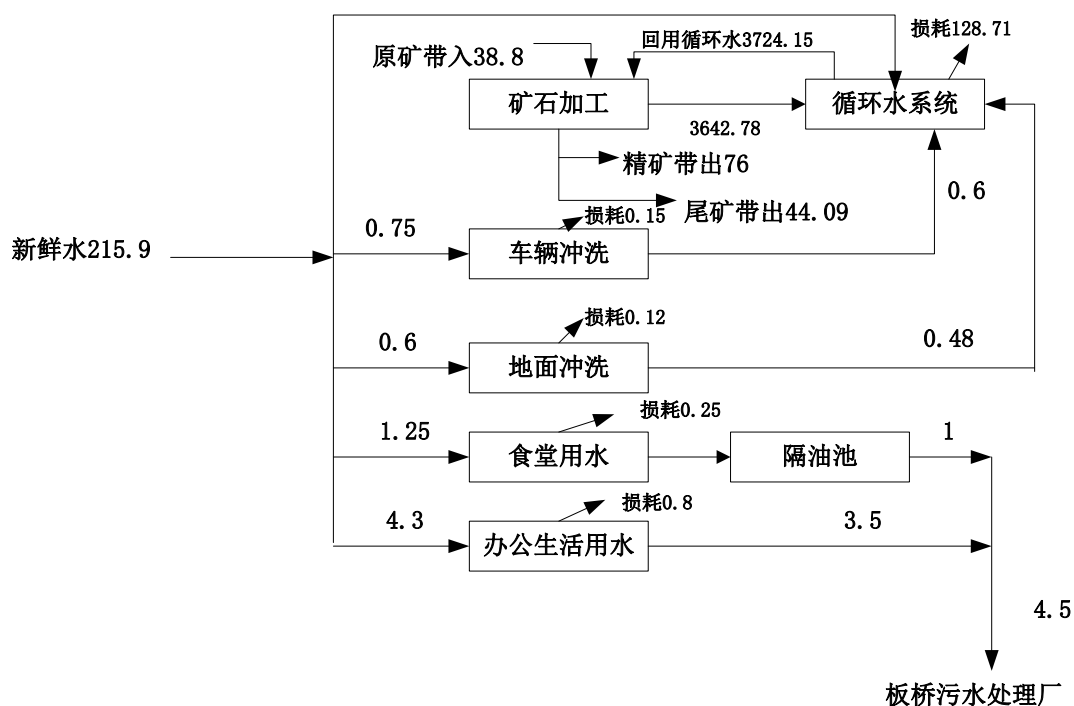 损耗128.71
回用循环水3724.15
原矿带入38.8
矿石加工
循环水系统
3642.78
精矿带出76
0.6
尾矿带出44.09
损耗0.15
0.75
新鲜水215.9
车辆冲洗
损耗0.12
0.6
0.48
地面冲洗
损耗0.25
1.25
1
食堂用水
隔油池
损耗0.8
4.3
3.5
办公生活用水
4.5
板桥污水处理厂